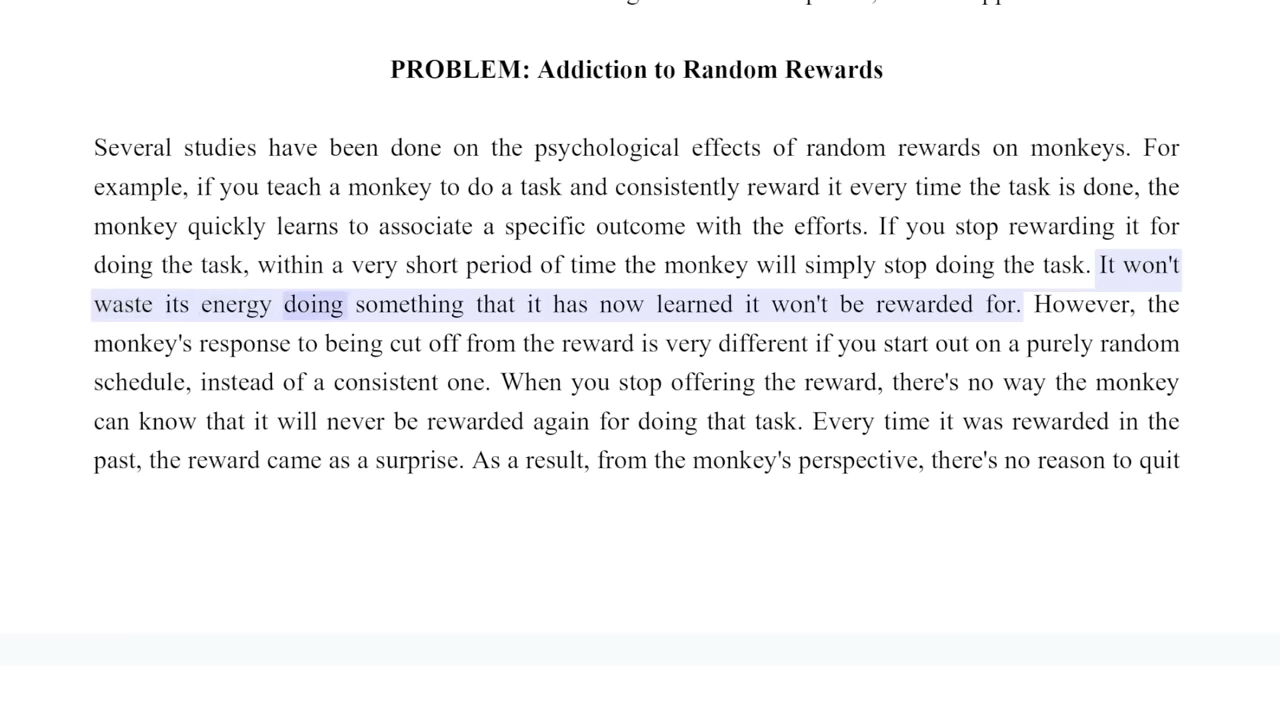 PROBLEM: Addiction to Random Rewards
Several studies have been done on the psychological effects of random rewards on monkeys. For
example, if you teach a monkey to do a task and consistently reward it every time the task is done, the
monkey quickly learns to associate a specific outcome with the efforts. If you stop rewarding it for
doing the task, within a very short period of time the monkey will simply stop doing the task. It won't
waste its energy doing something that it has now learned it won't be rewarded for. However, the
monkey's response to being cut off from the reward is very different if you start out on a purely random
schedule, instead of a consistent one. When you stop offering the reward, there's no way the monkey
can know that it will never be rewarded again for doing that task. Every time it was rewarded in the
past, the reward came as a surprise. As a result, from the monkey's perspective, there's no reason to quit